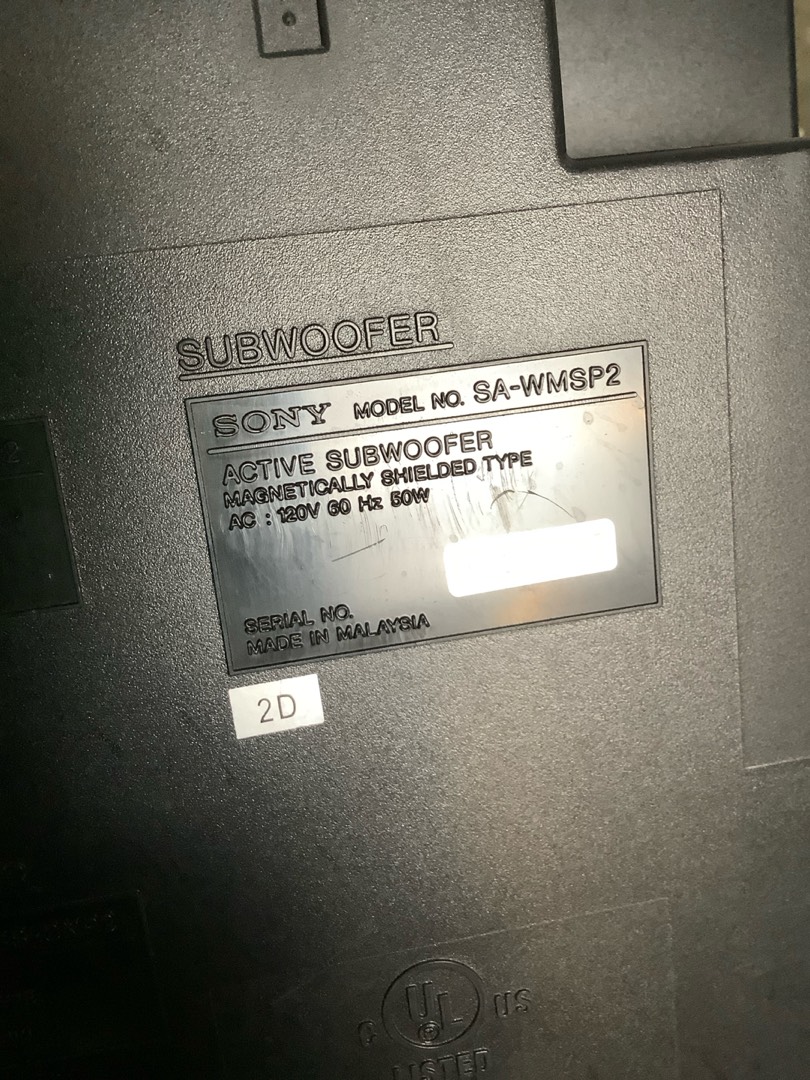 SUBWOOFER
SONY MODEL NO. SA-WMSP2
ACTIVE SUBWOOFER
MAGNETICALLY SHIELDED TYPE
AC : 120V 60 Hz 50W
SERIAL NO.
MADE IN MALAYSIA
2D
C UL US
LISTED